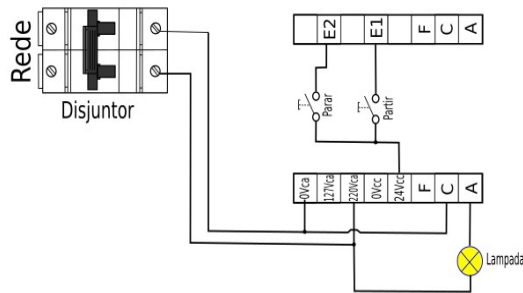 Rede
Disjuntor
E2 E1 F C A
Parar
Partir
0Vca 127Vca 220Vca 0Vcc 24Vcc F C A
Lampada